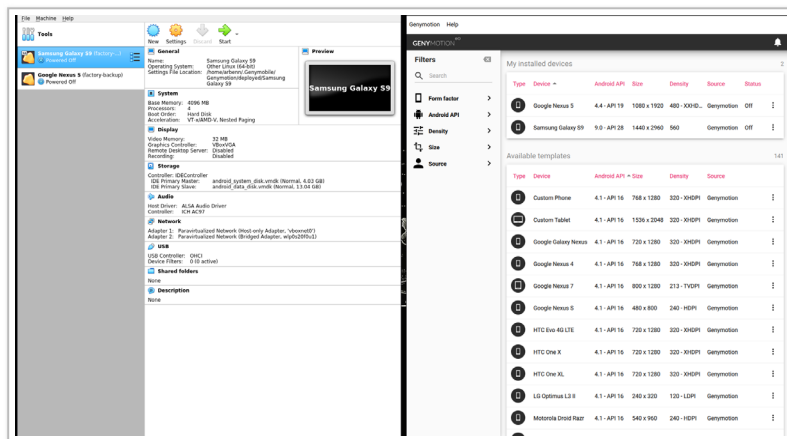 File Machine Help
Tools
New Settings Discard Start
Samsung Galaxy S9 (factory-...)
Powered Off
Google Nexus 5 (factory-backup)
Powered Off
General
Name: Samsung Galaxy S9
Operating System: Other Linux (64-bit)
Settings File Location: /home/arbenn/.Genymobile/
Genymotion/deployed/Samsung
Galaxy S9
Preview
Samsung Galaxy S9
System
Base Memory: 4096 MB
Processors: 4
Boot Order: Hard Disk
Acceleration: VT-x/AMD-V, Nested Paging
Display
Video Memory: 32 MB
Graphics Controller: VBoxVGA
Remote Desktop Server: Disabled
Recording: Disabled
Storage
Controller: IDEController
IDE Primary Master: android_system_disk.vmdk (Normal, 4.03 GB)
IDE Primary Slave: android_data_disk.vmdk (Normal, 13.04 GB)
Audio
Host Driver: ALSA Audio Driver
Controller: ICH AC97
Network
Adapter 1: Paravirtualized Network (Host-only Adapter, 'vboxnet0')
Adapter 2: Paravirtualized Network (Bridged Adapter, wlp0s20f0u1)
USB
USB Controller: OHCI
Device Filters: 0 (0 active)
Shared folders
None
Description
None
Genymotion Help
GENYMOTION
Filters
Search
Form factor
Android API
Density
Size
Source
My installed devices 2
Type Device Android API Size Density Source Status
Google Nexus 5 4.4 - API 19 1080 x 1920 480 - XXHD... Genymotion Off
Samsung Galaxy S9 9.0 - API 28 1440 x 2960 560 Genymotion Off
Available templates 141
Type Device Android API Size Density Source
Custom Phone 4.1 - API 16 768 x 1280 320 - XHDPI Genymotion
Custom Tablet 4.1 - API 16 1536 x 2048 320 - XHDPI Genymotion
Google Galaxy Nexus 4.1 - API 16 720 x 1280 320 - XHDPI Genymotion
Google Nexus 4 4.1 - API 16 768 x 1280 320 - XHDPI Genymotion
Google Nexus 7 4.1 - API 16 800 x 1280 213 - TVDPI Genymotion
Google Nexus S 4.1 - API 16 480 x 800 240 - HDPI Genymotion
HTC Evo 4G LTE 4.1 - API 16 720 x 1280 320 - XHDPI Genymotion
HTC One X 4.1 - API 16 720 x 1280 320 - XHDPI Genymotion
HTC One XL 4.1 - API 16 720 x 1280 320 - XHDPI Genymotion
LG Optimus L3 II 4.1 - API 16 240 x 320 120 - LDPI Genymotion
Motorola Droid Razr 4.1 - API 16 540 x 960 240 - HDPI Genymotion